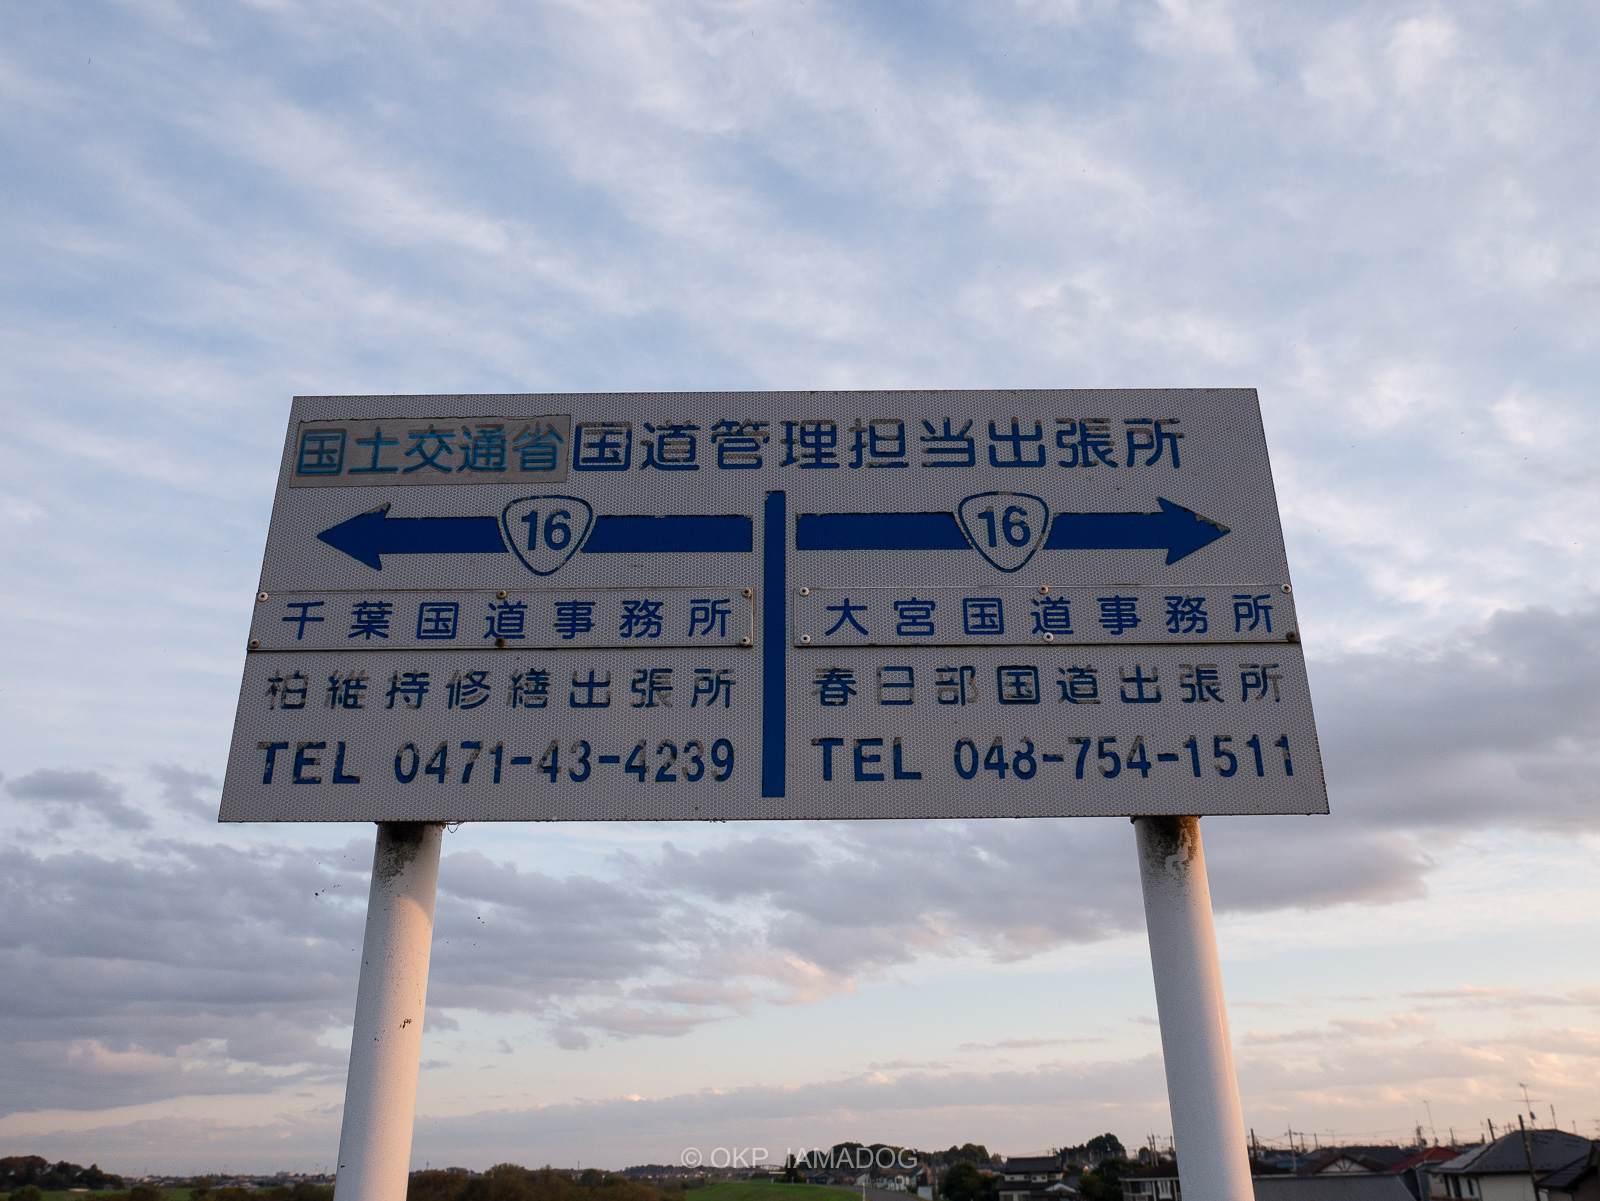 国土交通省国道管理担当出張所
16 16
千葉国道事務所 大宮国道事務所
柏維持修繕出張所 春日部国道出張所
TEL 0471-43-4239 TEL 048-754-1511
© OKP_IAMADOG